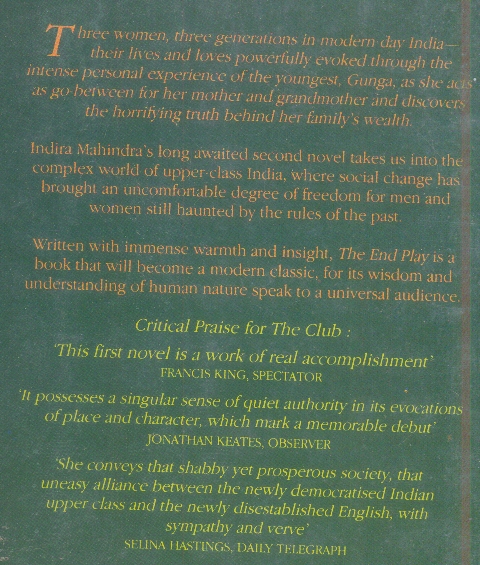 Three women, three generations in modern-day India—
their lives and loves powerfully evoked through the
intense personal experience of the youngest, Gunga, as she acts
as go-between for her mother and grandmother and discovers
the horrifying truth behind her family's wealth.
Indira Mahindra's long awaited second novel takes us into the
complex world of upper-class India, where social change has
brought an uncomfortable degree of freedom for men and
women still haunted by the rules of the past.
Written with immense warmth and insight, The End Play is a
book that will become a modern classic, for its wisdom and
understanding of human nature speak to a universal audience.
Critical Praise for The Club :
'This first novel is a work of real accomplishment'
FRANCIS KING, SPECTATOR
'It possesses a singular sense of quiet authority in its evocations
of place and character, which mark a memorable debut'
JONATHAN KEATES, OBSERVER
'She conveys that shabby yet prosperous society, that
uneasy alliance between the newly democratised Indian
upper class and the newly disestablished English, with
sympathy and verve'
SELINA HASTINGS, DAILY TELEGRAPH